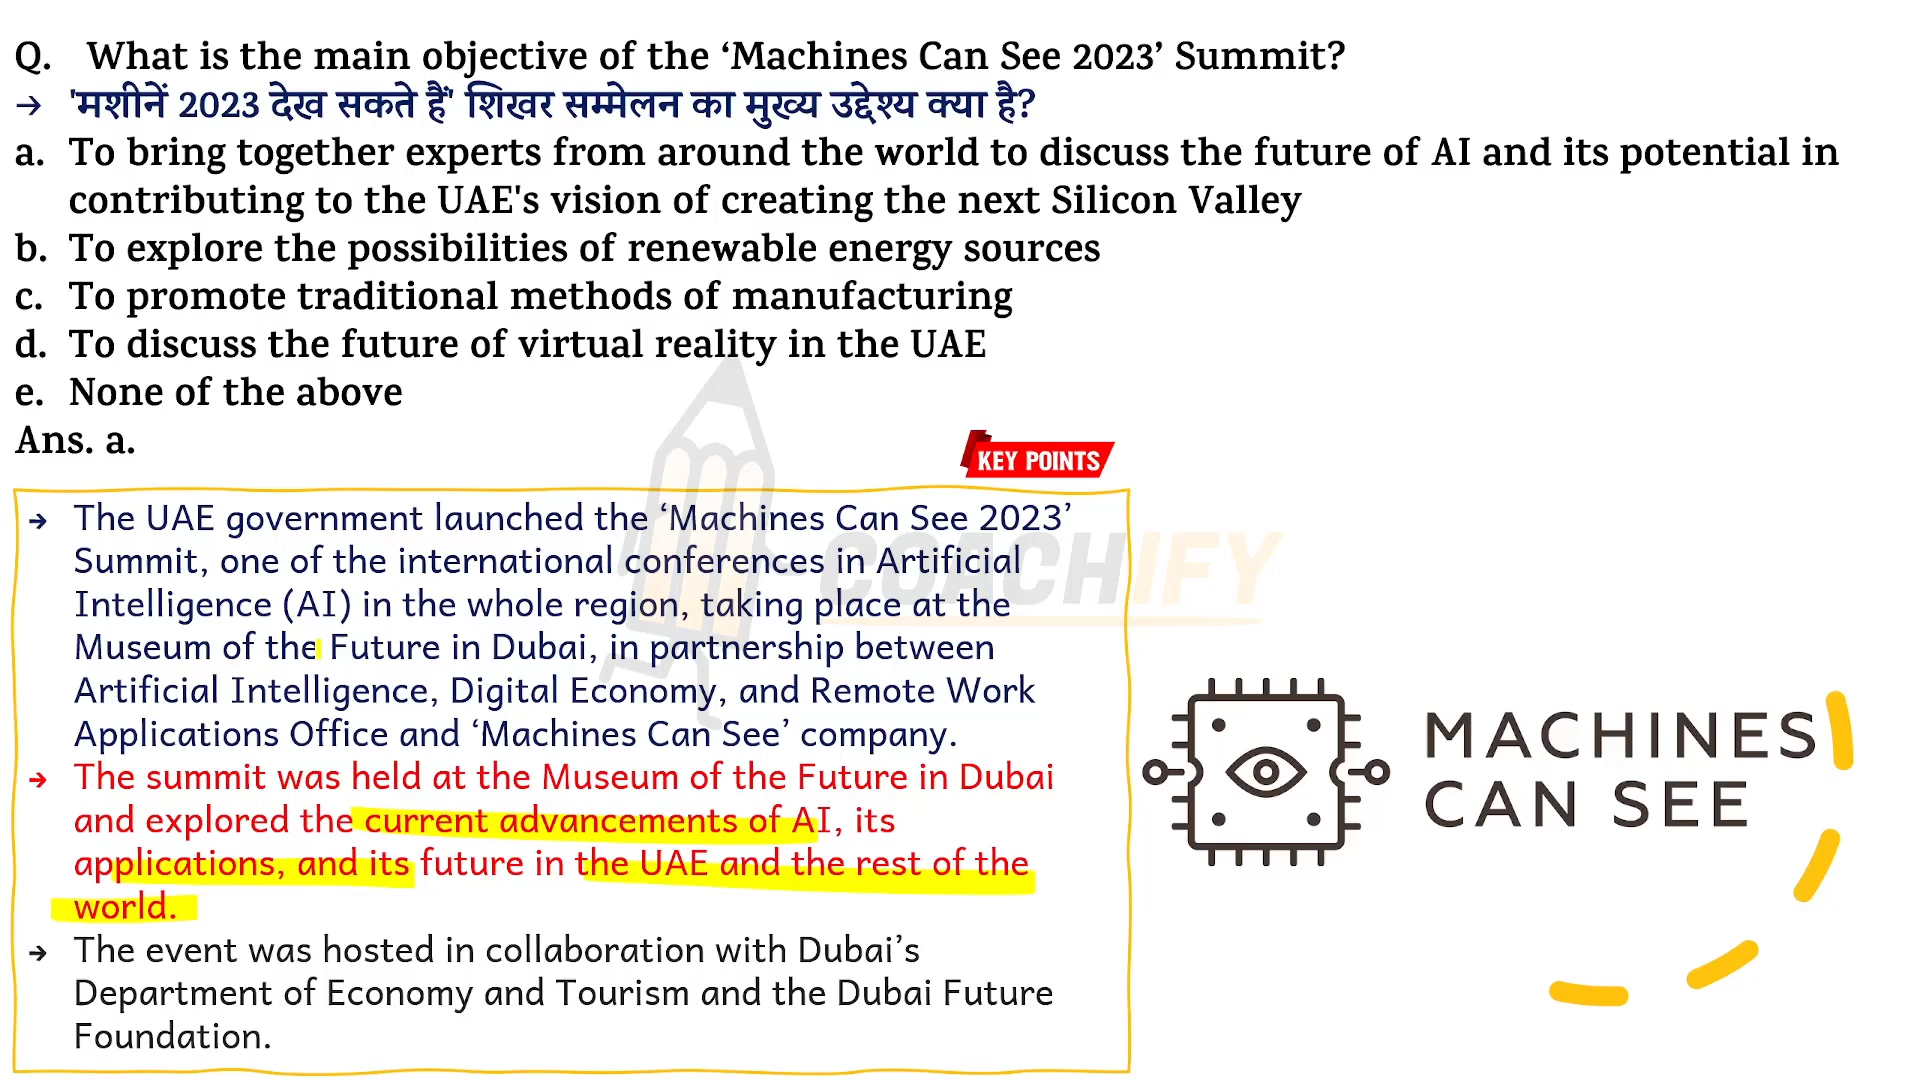 Q. What is the main objective of the ‘Machines Can See 2023’ Summit?
→ 'मशीनें 2023 देख सकते हैं' शिखर सम्मेलन का मुख्य उद्देश्य क्या है?
a. To bring together experts from around the world to discuss the future of AI and its potential in
contributing to the UAE's vision of creating the next Silicon Valley
b. To explore the possibilities of renewable energy sources
c. To promote traditional methods of manufacturing
d. To discuss the future of virtual reality in the UAE
e. None of the above
Ans. a.
KEY POINTS
→ The UAE government launched the ‘Machines Can See 2023’
Summit, one of the international conferences in Artificial
Intelligence (AI) in the whole region, taking place at the
Museum of the Future in Dubai, in partnership between
Artificial Intelligence, Digital Economy, and Remote Work
Applications Office and ‘Machines Can See’ company.
→ The summit was held at the Museum of the Future in Dubai
and explored the current advancements of AI, its
applications, and its future in the UAE and the rest of the
world.
→ The event was hosted in collaboration with Dubai’s
Department of Economy and Tourism and the Dubai Future
Foundation.
COACHIFY
MACHINES
CAN SEE